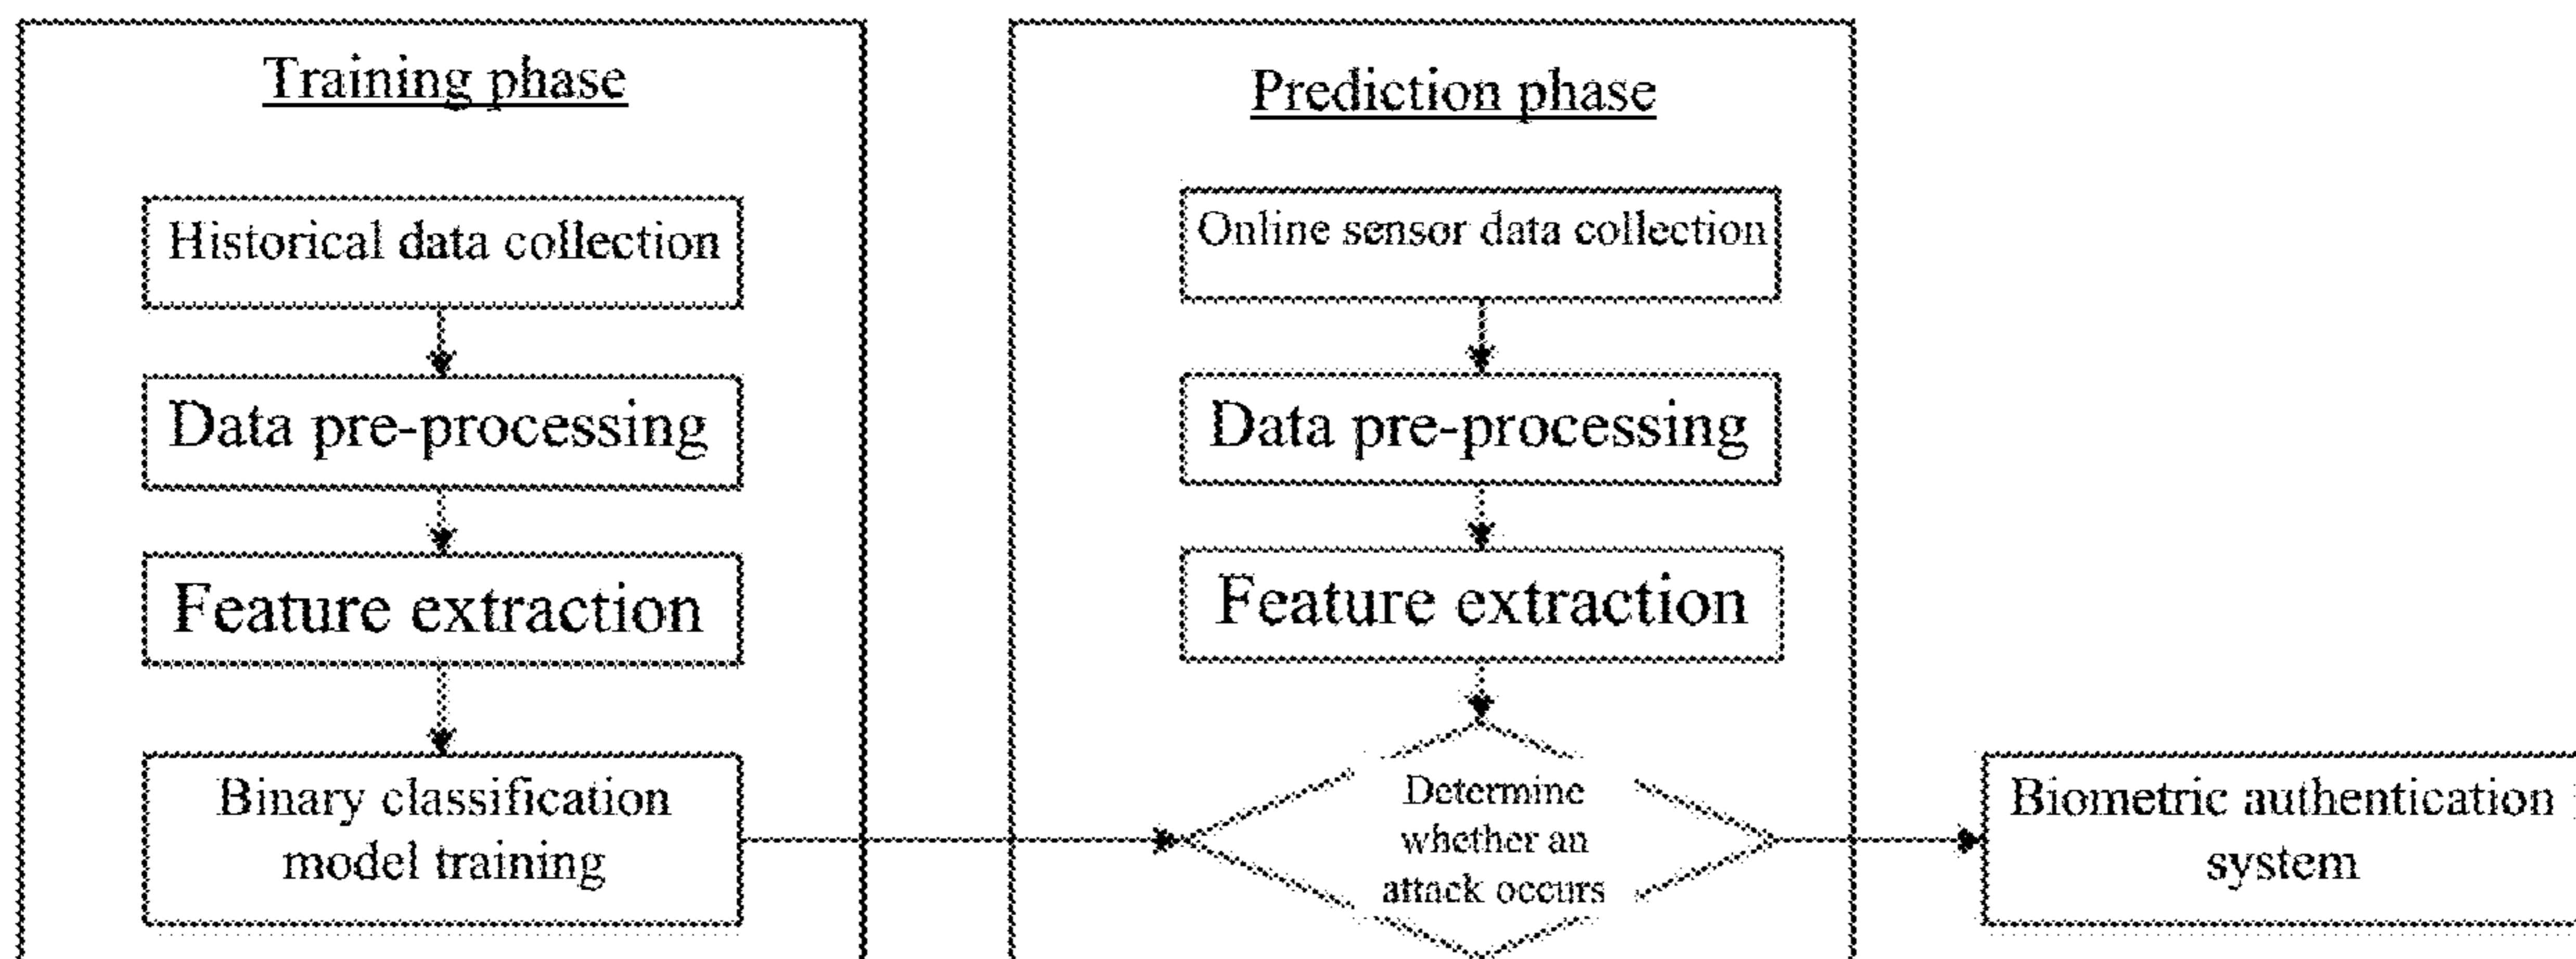 Training phase
Historical data collection
Data pre-processing
Feature extraction
Binary classification
model training
Prediction phase
Online sensor data collection
Data pre-processing
Feature extraction
Determine
whether an
attack occurs
Biometric authentication
system